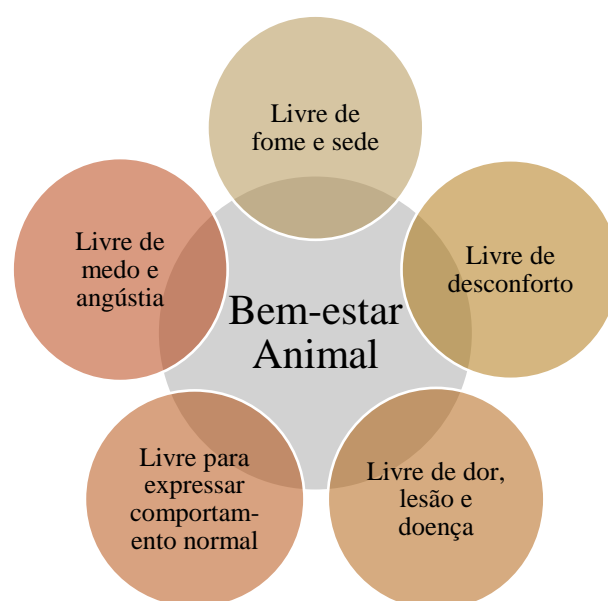 Livre de
fome e sede
Livre de
desconforto
Livre de dor,
lesão e
doença
Livre para
expressar
comportam-
ento normal
Livre de
medo e
angústia
Bem-estar
Animal